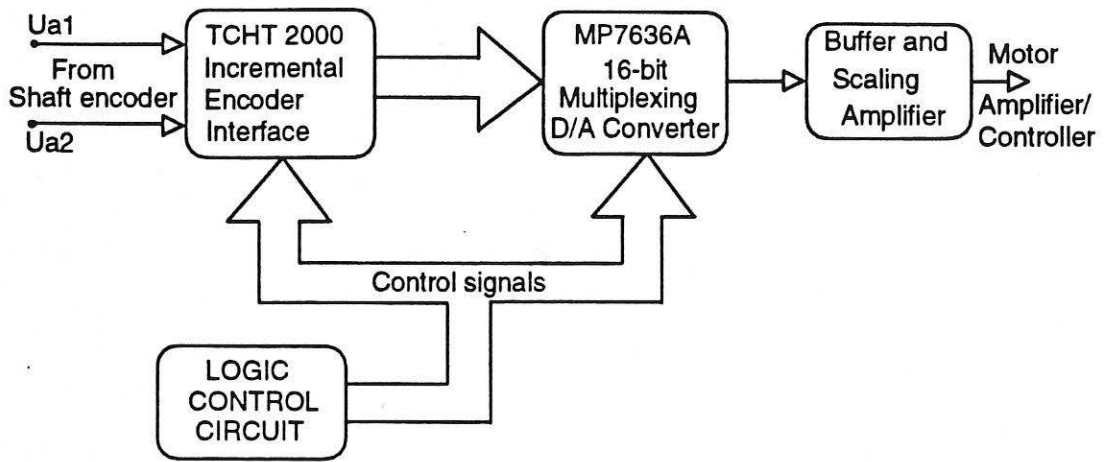 Ua1
From
Shaft encoder
Ua2
TCHT 2000
Incremental
Encoder
Interface
MP7636A
16-bit
Multiplexing
D/A Converter
Buffer and
Scaling
Amplifier
Motor
Amplifier/
Controller
Control signals
LOGIC
CONTROL
CIRCUIT